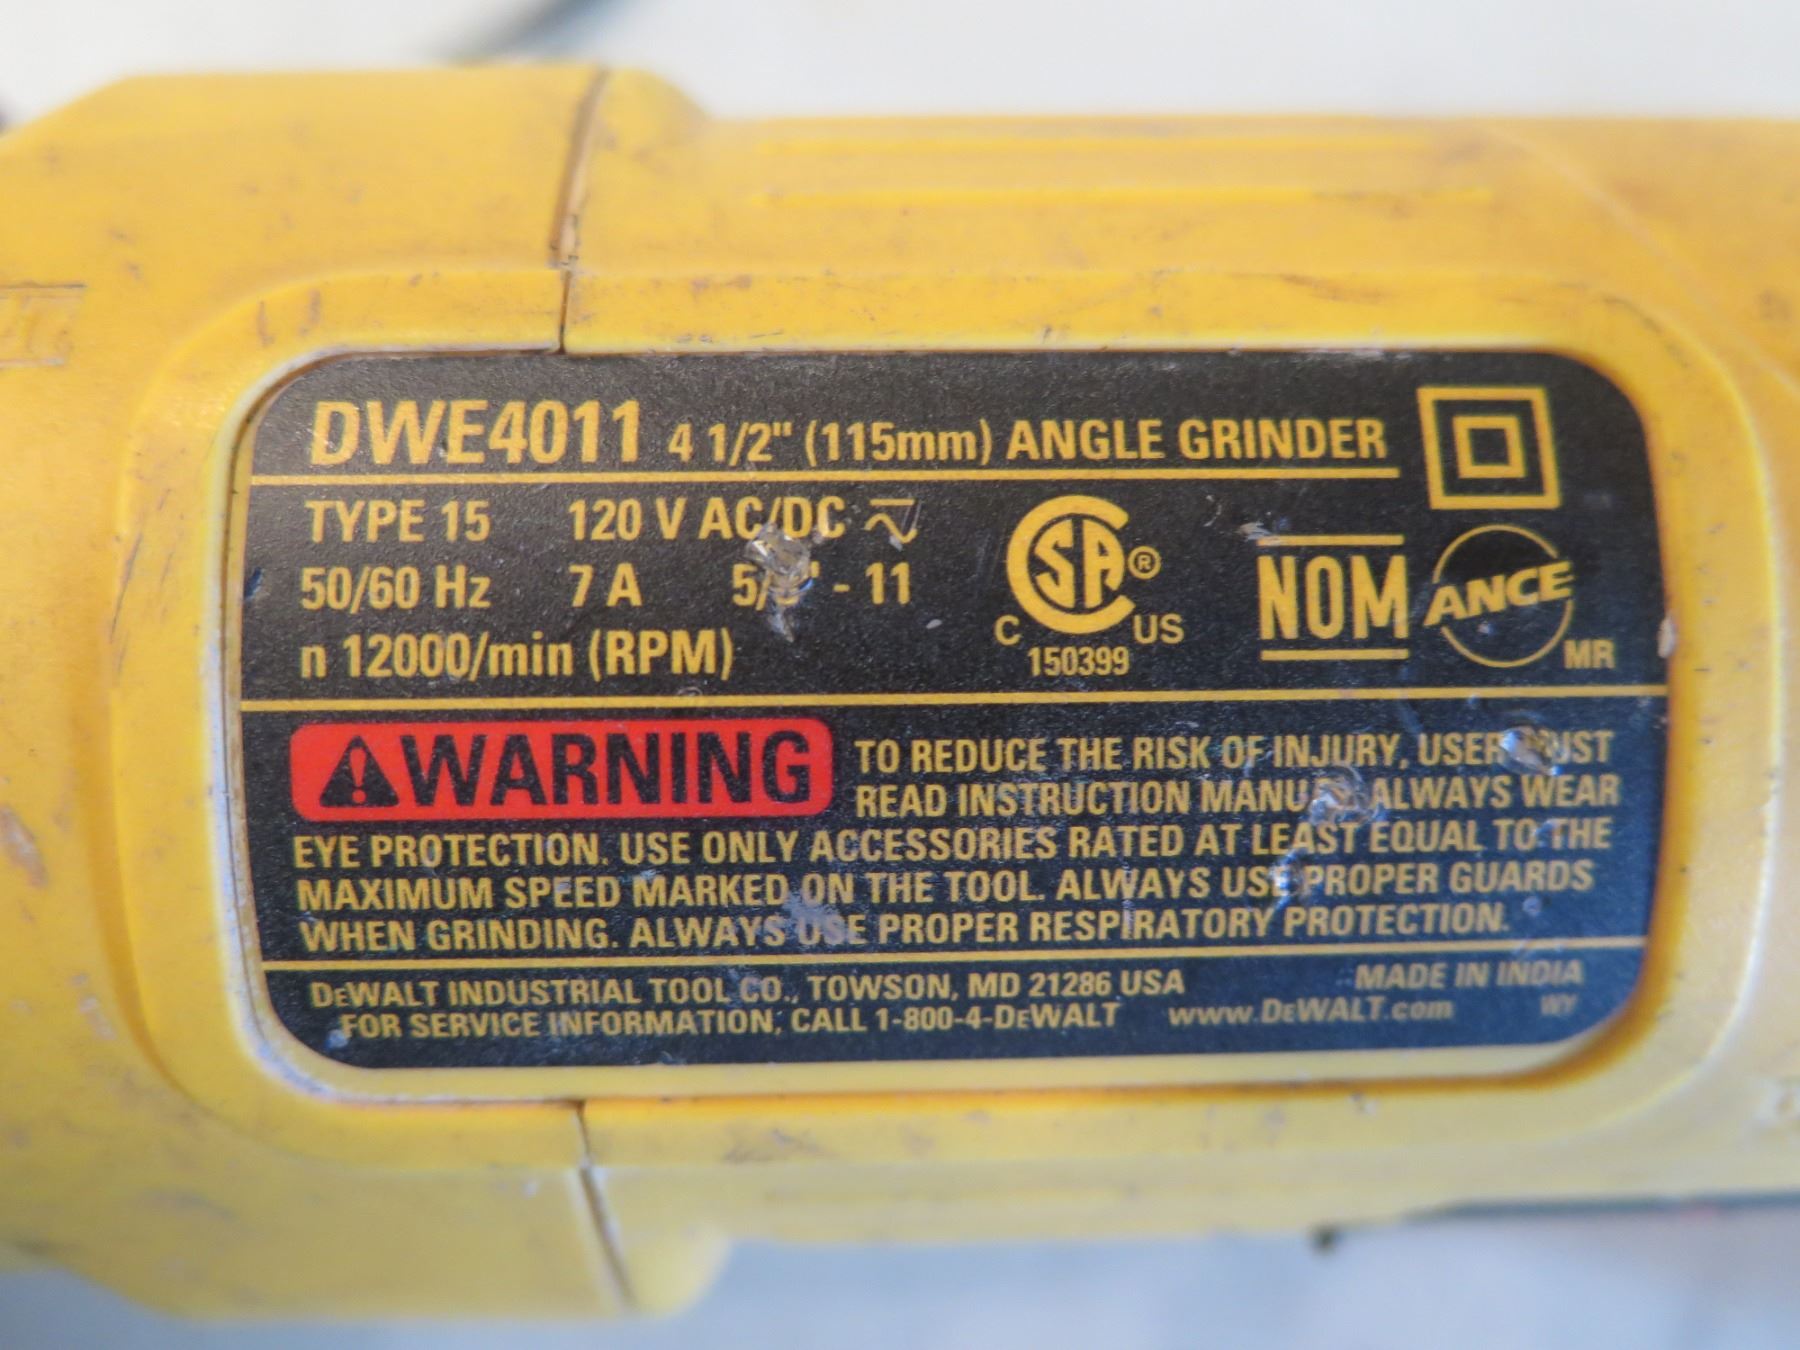 DWE4011 4 1/2" (115mm) ANGLE GRINDER
TYPE 15 120 V AC/DC
50/60 Hz 7 A - 11
n 12000/min (RPM)
CSA®
C US
150399
NOM
ANCE
MR
WARNING TO REDUCE THE RISK OF INJURY, USER MUST
READ INSTRUCTION MANUAL. ALWAYS WEAR
EYE PROTECTION. USE ONLY ACCESSORIES RATED AT LEAST EQUAL TO THE
MAXIMUM SPEED MARKED ON THE TOOL. ALWAYS USE PROPER GUARDS
WHEN GRINDING. ALWAYS USE PROPER RESPIRATORY PROTECTION.
DEWALT INDUSTRIAL TOOL CO., TOWSON, MD 21286 USA MADE IN INDIA
FOR SERVICE INFORMATION, CALL 1-800-4-DEWALT www.DEWALT.com WY